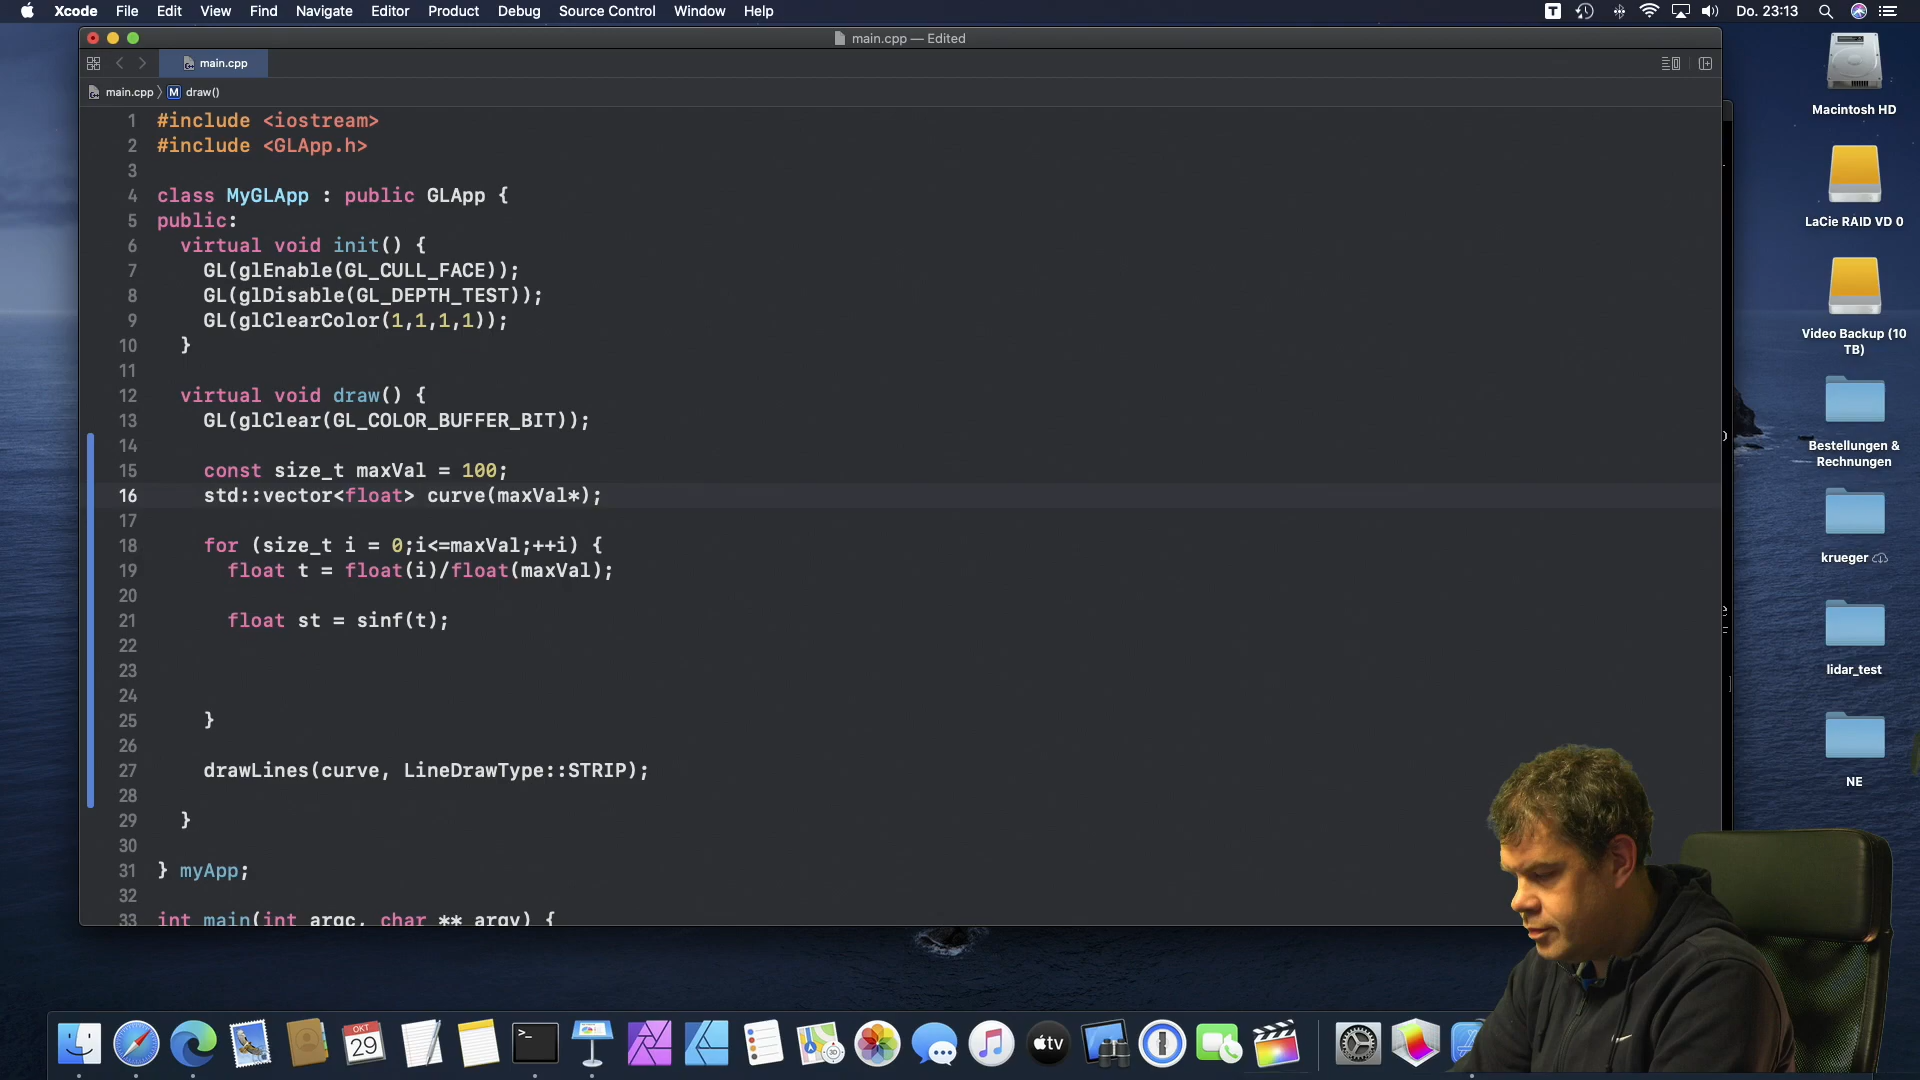 Xcode File Edit View Find Navigate Editor Product Debug Source Control Window Help Do. 23:13
main.cpp — Edited
main.cpp
main.cpp 〉 M draw()
1 #include <iostream>
2 #include <GLApp.h>
3
4 class MyGLApp : public GLApp {
5 public:
6 virtual void init() {
7 GL(glEnable(GL_CULL_FACE));
8 GL(glDisable(GL_DEPTH_TEST));
9 GL(glClearColor(1,1,1,1));
10 }
11
12 virtual void draw() {
13 GL(glClear(GL_COLOR_BUFFER_BIT));
14
15 const size_t maxVal = 100;
16 std::vector<float> curve(maxVal*);
17
18 for (size_t i = 0;i<=maxVal;++i) {
19 float t = float(i)/float(maxVal);
20
21 float st = sinf(t);
22
23
24
25 }
26
27 drawLines(curve, LineDrawType::STRIP);
28
29 }
30
31 } myApp;
32
33 int main(int argc, char ** argv) {
Macintosh HD
LaCie RAID VD 0
Video Backup (10
TB)
Bestellungen &
Rechnungen
krueger
lidar_test
NE
OKT
29
tv